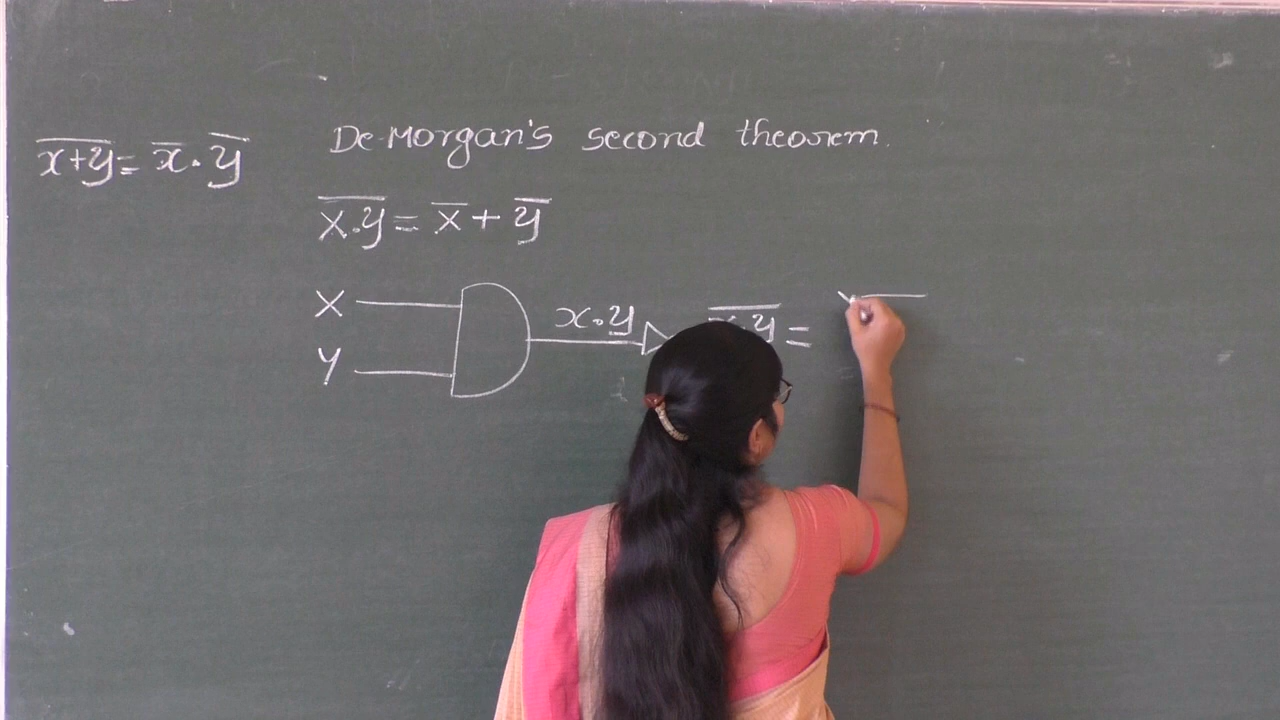 De-Morgan's second theorem.
x̅+̅y̅ = x̅ . y̅
X̅.̅y̅ = x̅ + y̅
X
Y
x.y
x̅.̅y̅ =